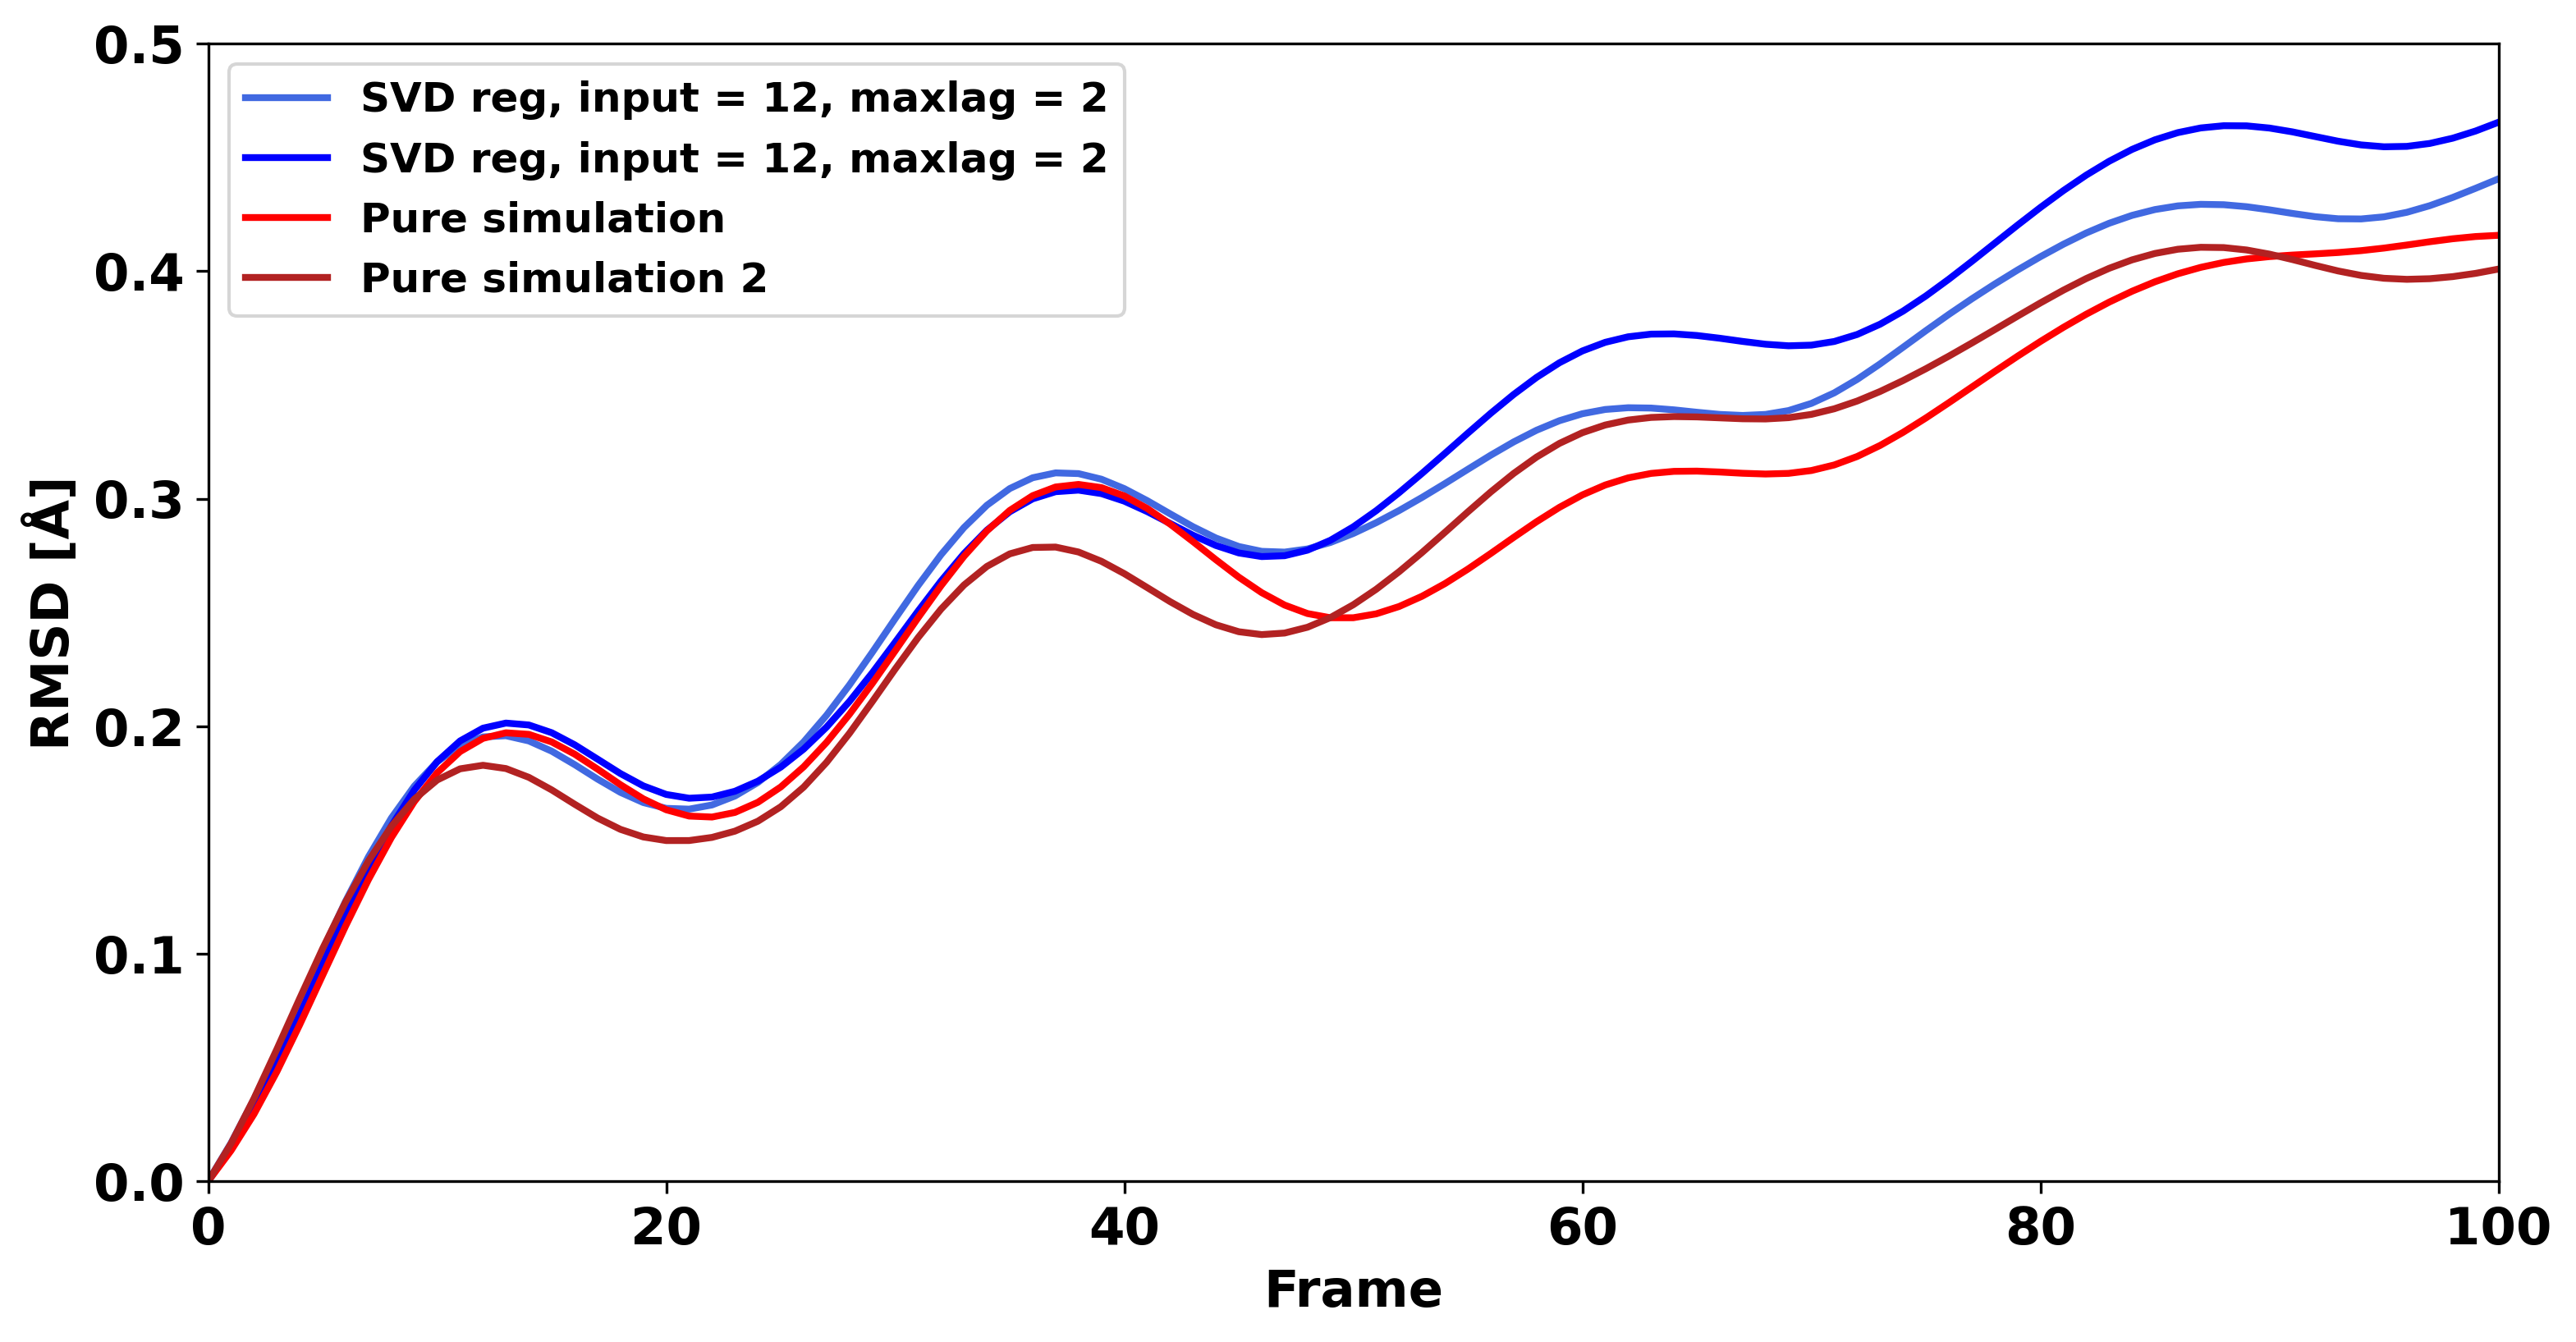 0.5
0.4
0.3
0.2
0.1
0.0
RMSD [Å]
SVD reg, input = 12, maxlag = 2
SVD reg, input = 12, maxlag = 2
Pure simulation
Pure simulation 2
0 20 40 60 80 100
Frame